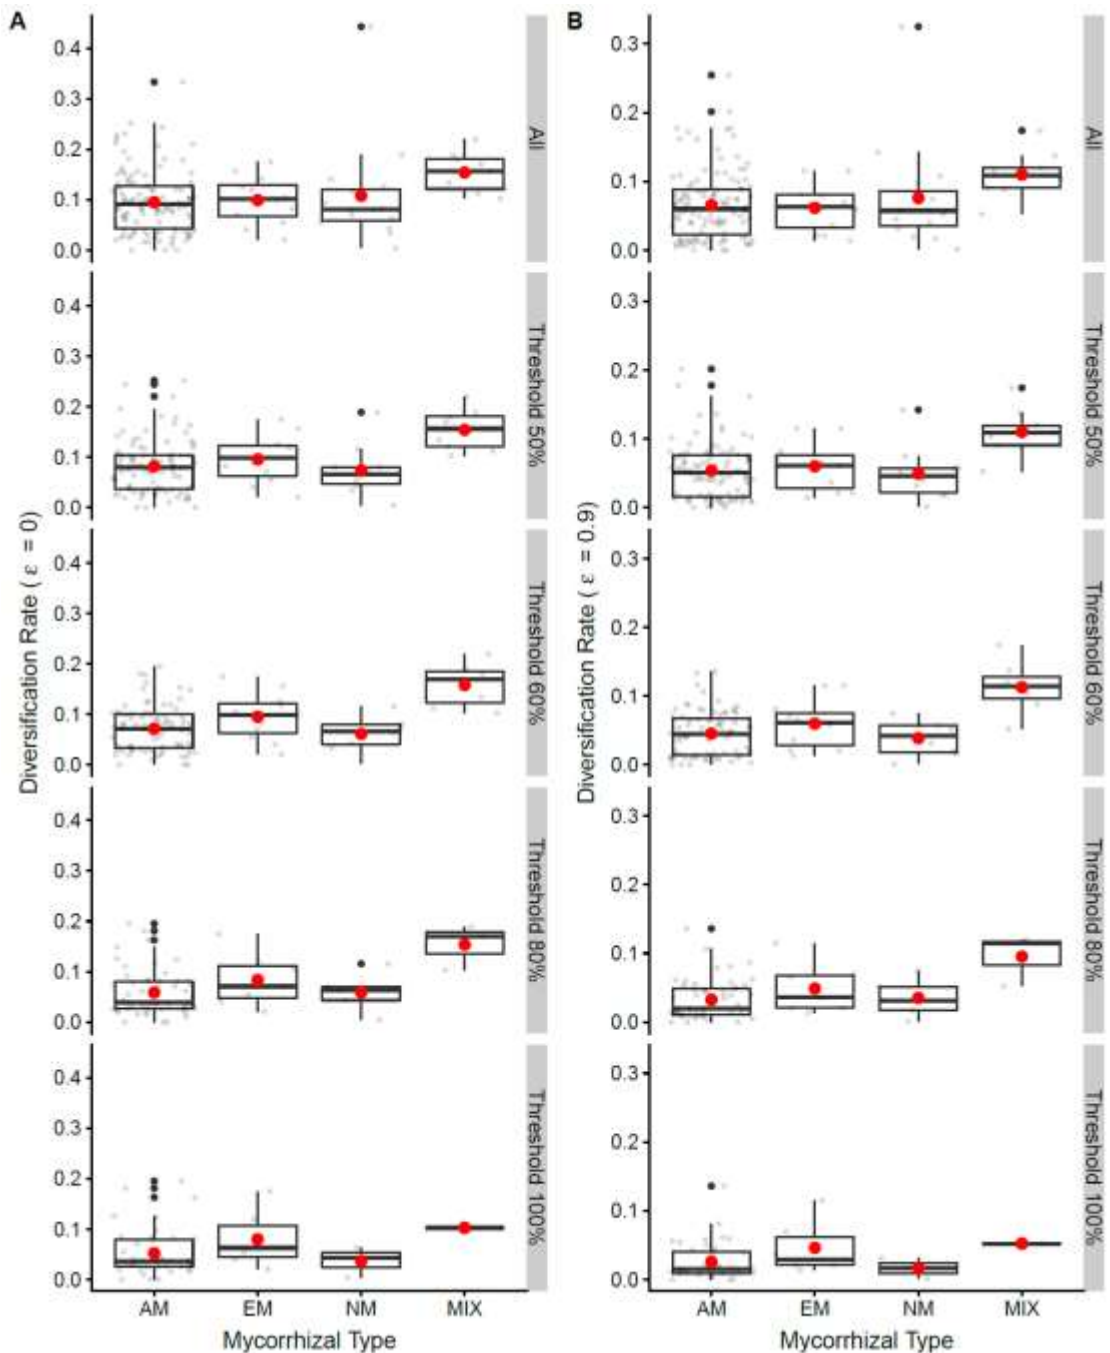 A
0.4
0.3
0.2
0.1
0.0
All
0.4
0.3
0.2
0.1
0.0
Threshold 50%
0.4
0.3
0.2
0.1
0.0
Threshold 60%
0.4
0.3
0.2
0.1
0.0
Threshold 80%
0.4
0.3
0.2
0.1
0.0
Threshold 100%
Diversification Rate ( ε = 0)
AM EM NM MIX
Mycorrhizal Type
B
0.3
0.2
0.1
0.0
All
0.3
0.2
0.1
0.0
Threshold 50%
0.3
0.2
0.1
0.0
Threshold 60%
0.3
0.2
0.1
0.0
Threshold 80%
0.3
0.2
0.1
0.0
Threshold 100%
Diversification Rate ( ε = 0.9)
AM EM NM MIX
Mycorrhizal Type